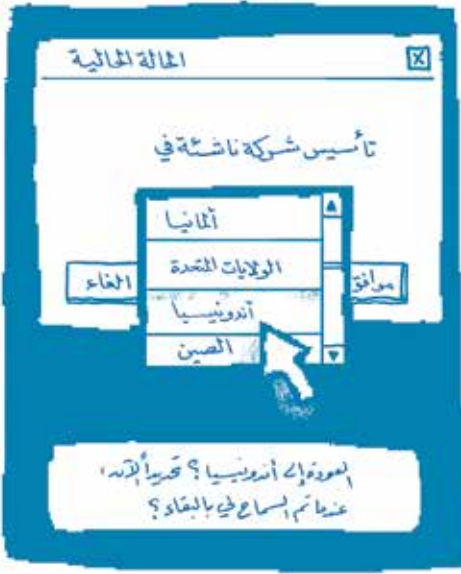 الحالة الحالية
تأسيس شركة ناشئة في
ألمانيا
الولايات المتحدة
أندونيسيا
الصين
موافق
الغاء
العودة إلى أندونيسيا؟ تحديداً الآن،
عندما تم السماح لي بالبقاء؟